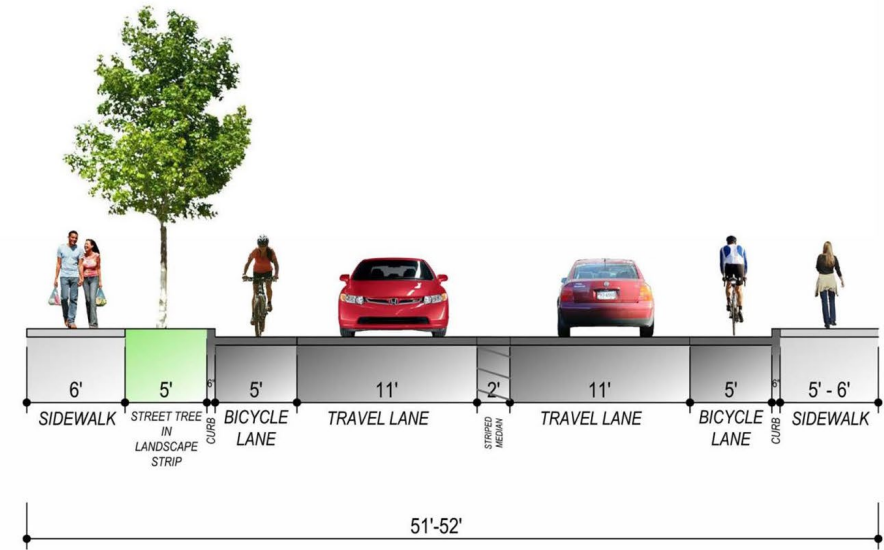 6'
5'
6"
5'
11'
2'
11'
5'
6"
5' - 6'
SIDEWALK
STREET TREE
IN
LANDSCAPE
STRIP
CURB
BICYCLE
LANE
TRAVEL LANE
STRIPED
MEDIAN
TRAVEL LANE
BICYCLE
LANE
CURB
SIDEWALK
51'-52'